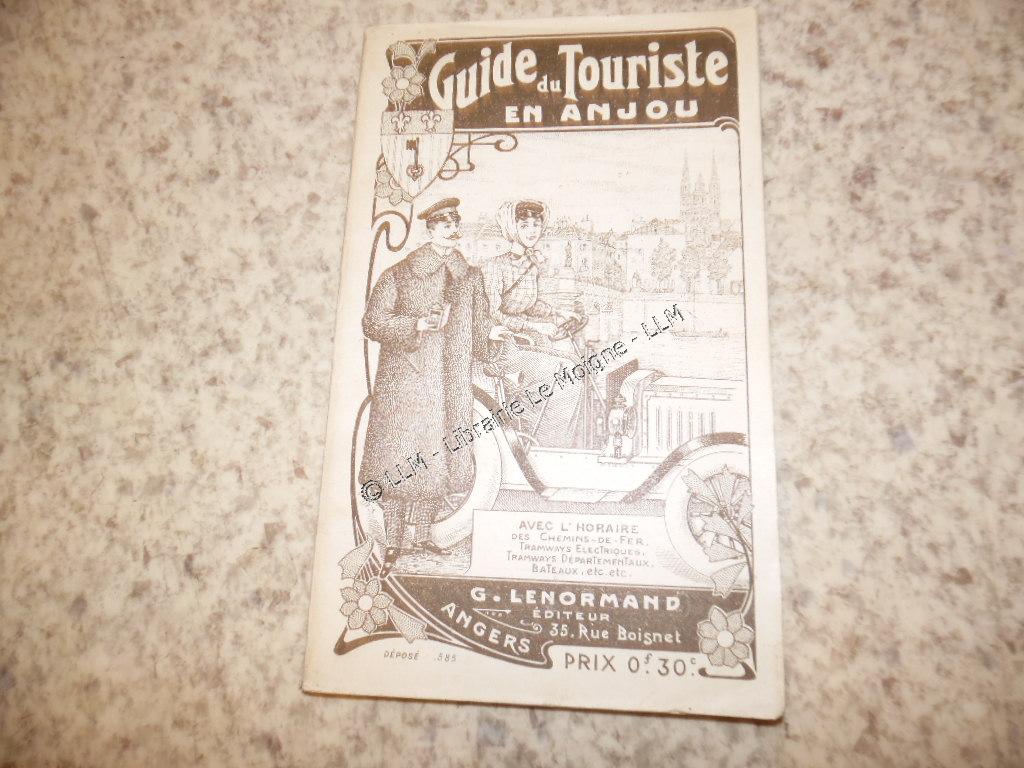 Guide du Touriste
EN ANJOU
© LLM - Librairie Le Moigne - LLM
AVEC L'HORAIRE
DES CHEMINS-DE-FER,
TRAMWAYS ELECTRIQUES,
TRAMWAYS DÉPARTEMENTAUX,
BATEAUX, etc. etc.
G. LENORMAND
ÉDITEUR
35, Rue Boisnet
ANGERS
DÉPOSÉ .585
PRIX 0f. 30c.